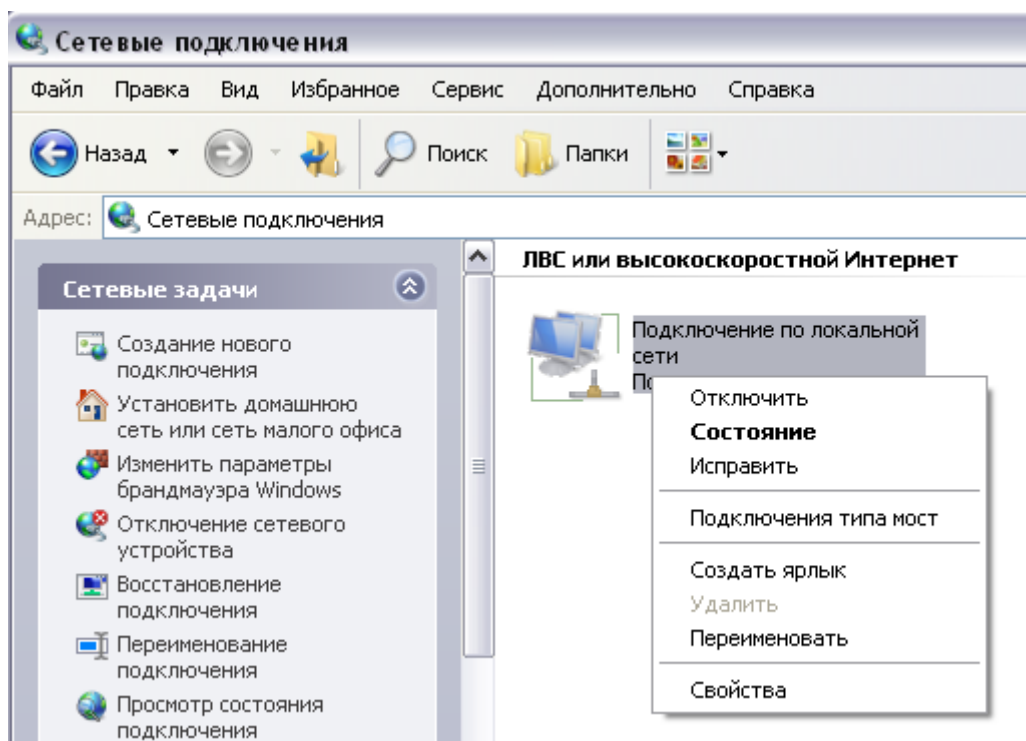 Сетевые подключения
Файл Правка Вид Избранное Сервис Дополнительно Справка
Назад Поиск Папки
Адрес: Сетевые подключения
Сетевые задачи
Создание нового
подключения
Установить домашнюю
сеть или сеть малого офиса
Изменить параметры
брандмауэра Windows
Отключение сетевого
устройства
Восстановление
подключения
Переименование
подключения
Просмотр состояния
подключения
ЛВС или высокоскоростной Интернет
Подключение по локальной
сети
Отключить
Состояние
Исправить
Подключения типа мост
Создать ярлык
Удалить
Переименовать
Свойства